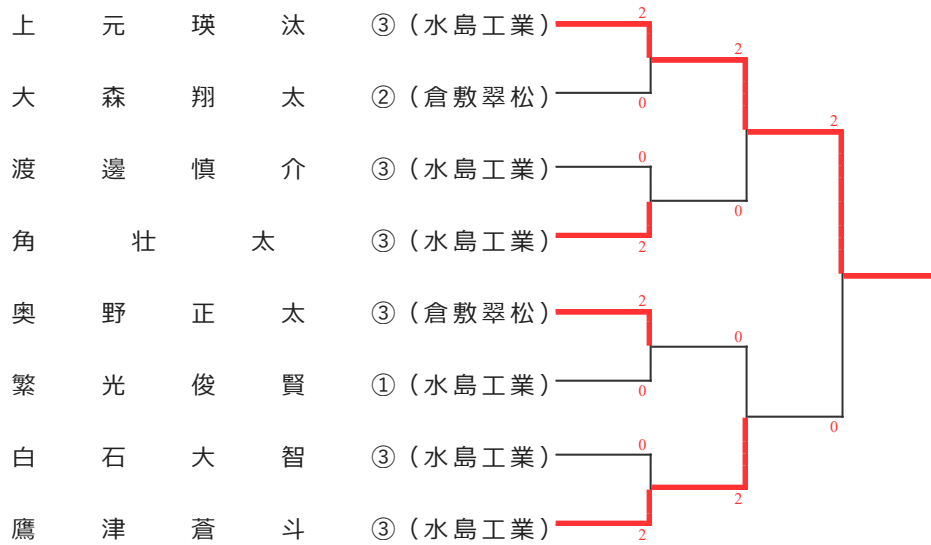 上元瑛汰 ③（水島工業） 2
2
大森翔太 ②（倉敷翠松） 0
2
渡邊慎介 ③（水島工業） 0
0
角壮太 ③（水島工業） 2
奥野正太 ③（倉敷翠松） 2
0
繁光俊賢 ①（水島工業） 0
0
白石大智 ③（水島工業） 0
2
鷹津蒼斗 ③（水島工業） 2